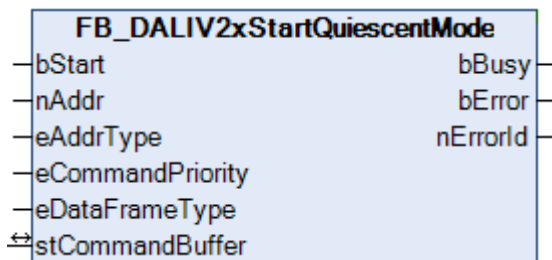 FB_DALIV2xStartQuiescentMode
bStart bBusy
nAddr bError
eAddrType nErrorId
eCommandPriority
eDataFrameType
stCommandBuffer